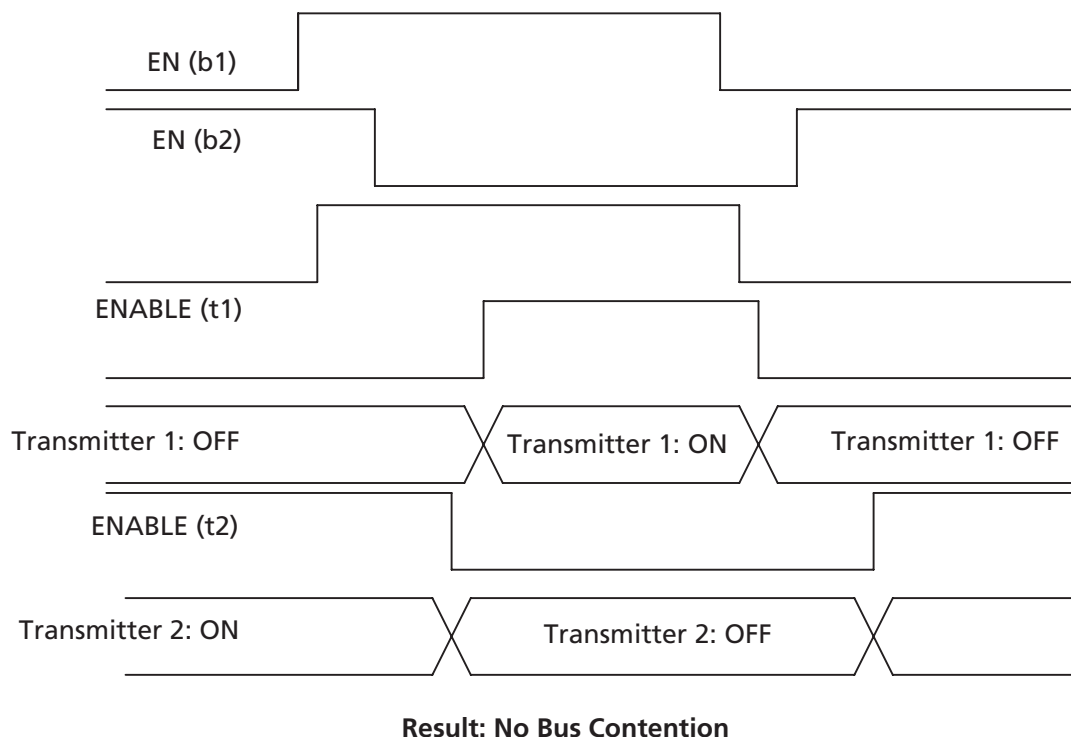 EN (b1)
EN (b2)
ENABLE (t1)
Transmitter 1: OFF Transmitter 1: ON Transmitter 1: OFF
ENABLE (t2)
Transmitter 2: ON Transmitter 2: OFF
Result: No Bus Contention